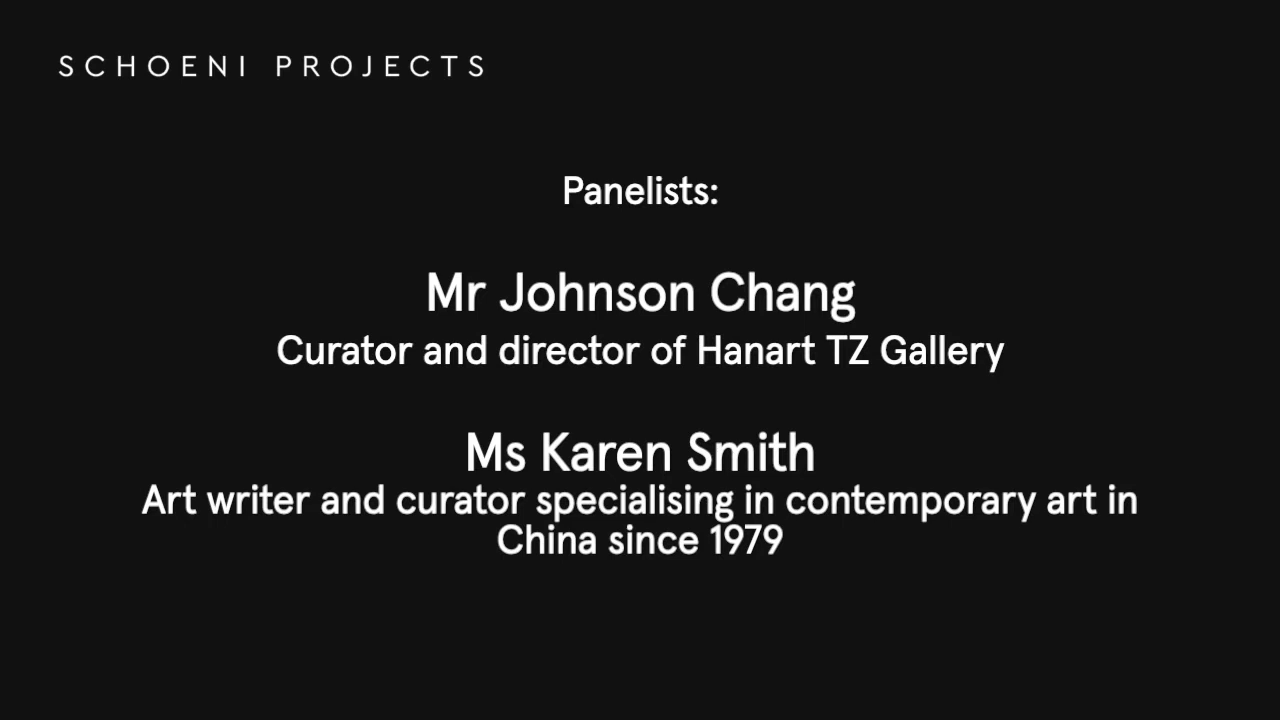 SCHOENI PROJECTS
Panelists:
Mr Johnson Chang
Curator and director of Hanart TZ Gallery
Ms Karen Smith
Art writer and curator specialising in contemporary art in
China since 1979